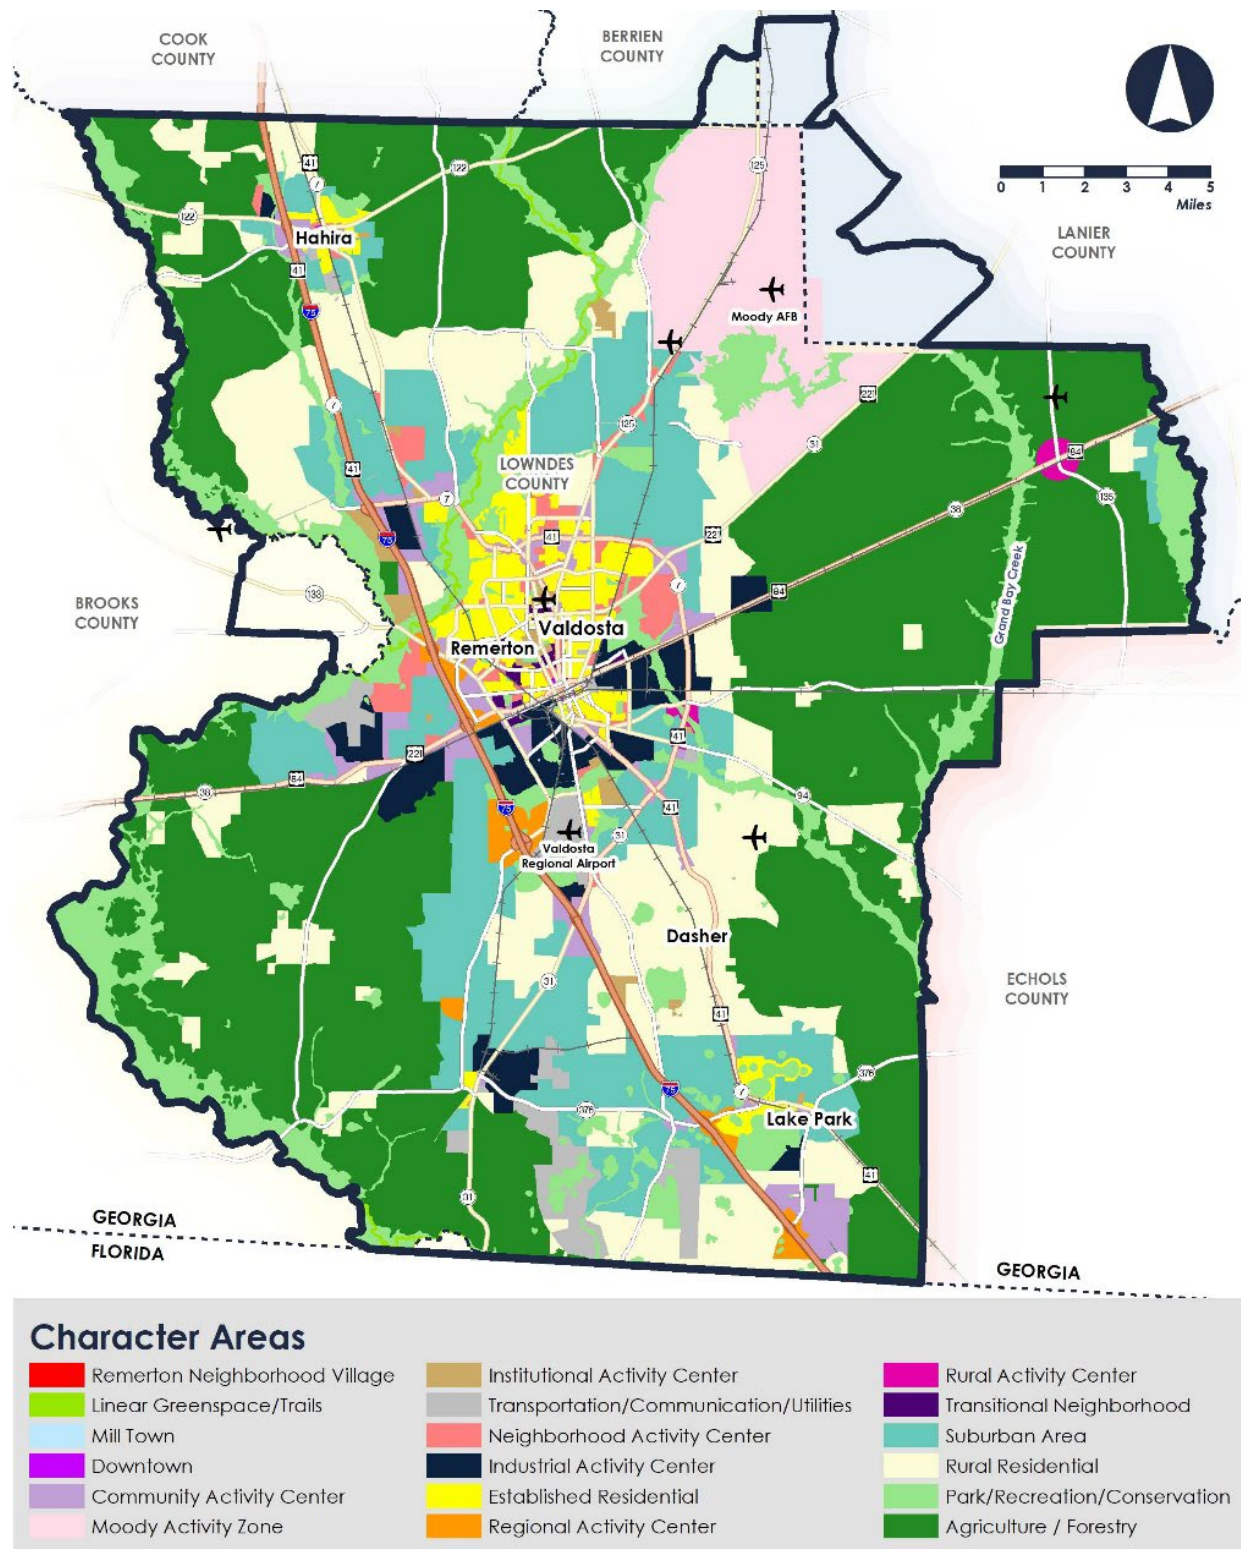 COOK
COUNTY
BERRIEN
COUNTY
0 1 2 3 4 5
Miles
41
7
122
125
122
Hahira
LANIER
COUNTY
41
75
Moody AFB
221
7
125
31
84
LOWNDES
COUNTY
41
7
135
38
75
41
221
7
84
133
BROOKS
COUNTY
Grand Bay Creek
Valdosta
Remerton
41
221
84
38
94
75
41
31
Valdosta
Regional Airport
Dasher
31
ECHOLS
COUNTY
41
376
75
7
376
Lake Park
41
31
GEORGIA
FLORIDA
GEORGIA
Character Areas
Remerton Neighborhood Village
Linear Greenspace/Trails
Mill Town
Downtown
Community Activity Center
Moody Activity Zone
Institutional Activity Center
Transportation/Communication/Utilities
Neighborhood Activity Center
Industrial Activity Center
Established Residential
Regional Activity Center
Rural Activity Center
Transitional Neighborhood
Suburban Area
Rural Residential
Park/Recreation/Conservation
Agriculture / Forestry